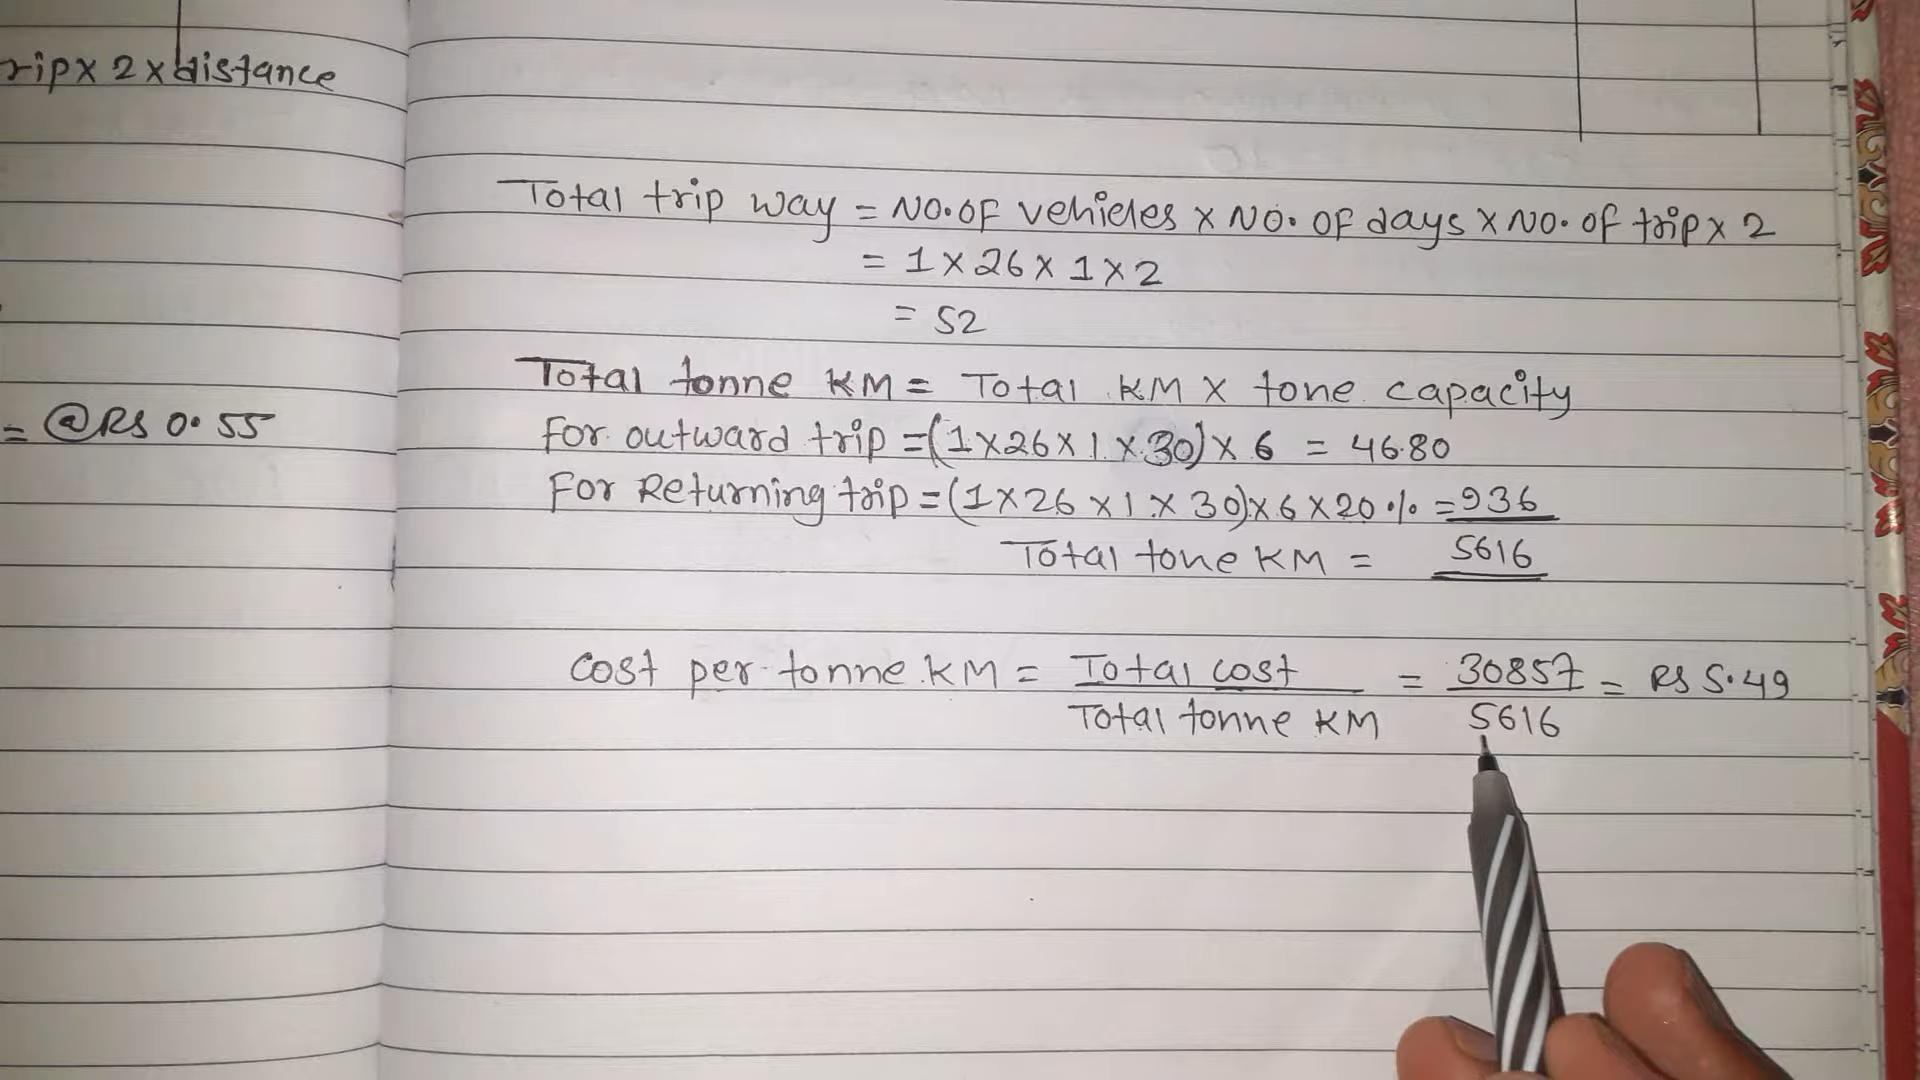 rip x 2 x distance
= @RS 0.55
Total trip way = NO. OF vehicles x NO. OF days x NO. of trip x 2
= 1 x 26 x 1 x 2
= 52
Total tonne KM = Total KM x tone capacity
For outward trip = (1 x 26 x 1 x 30) x 6 = 46.80
For Returning trip = (1 x 26 x 1 x 30) x 6 x 20 % = 936
Total tone KM = 5616
cost per tonne KM = Total cost / Total tonne KM = 30857 / 5616 = RS 5.49